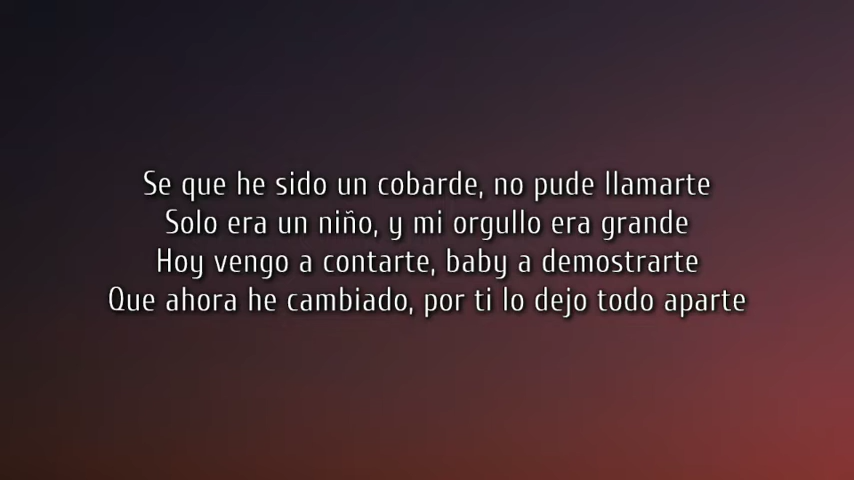 Se que he sido un cobarde, no pude llamarte
Solo era un niño, y mi orgullo era grande
Hoy vengo a contarte, baby a demostrarte
Que ahora he cambiado, por ti lo dejo todo aparte